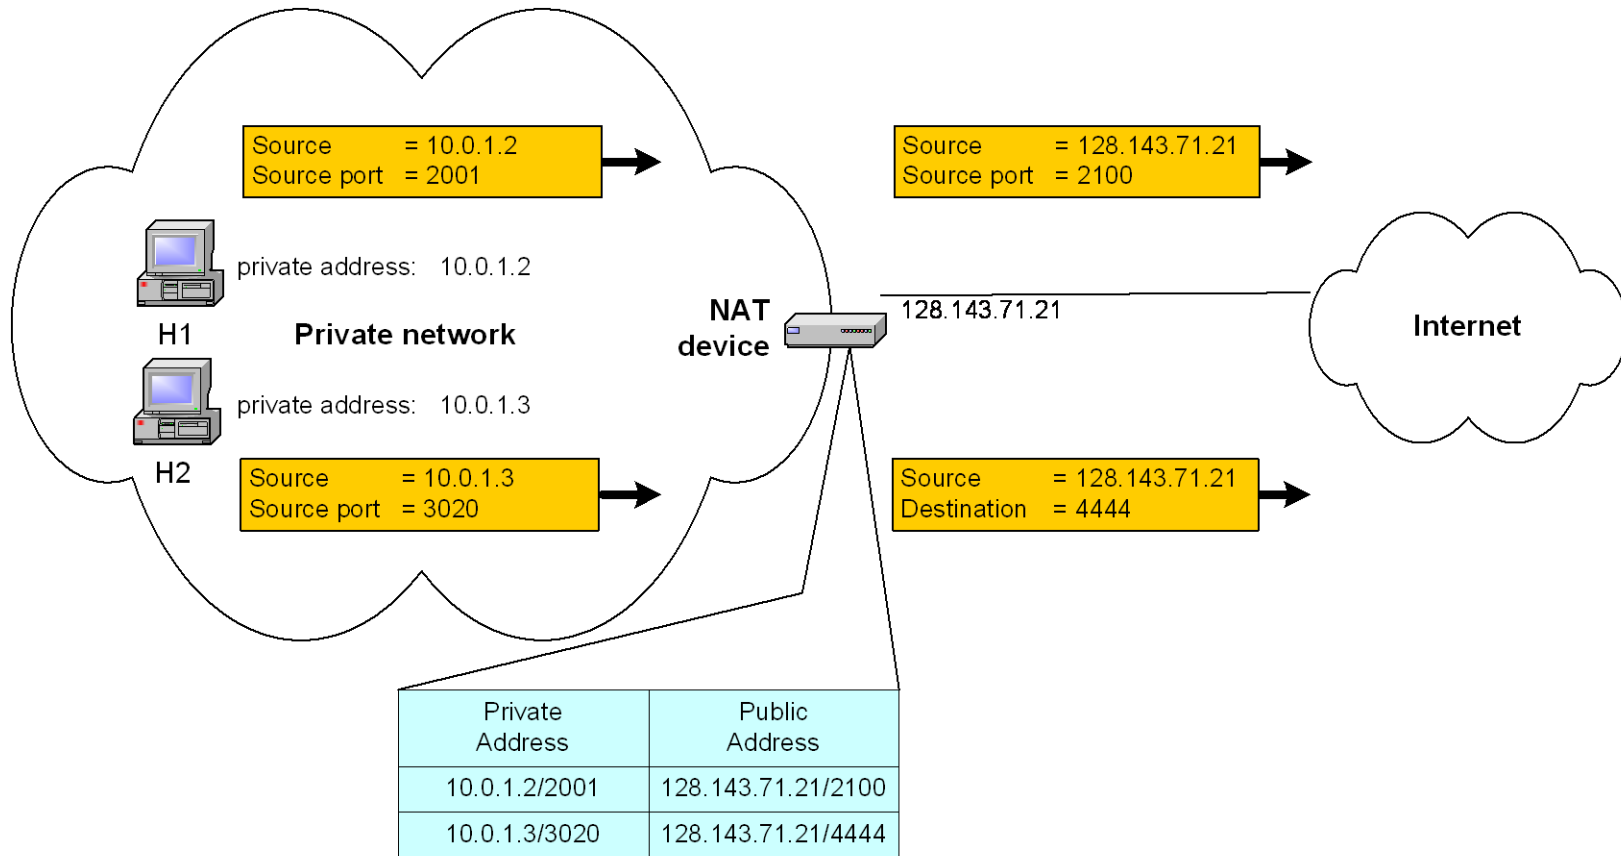 Source = 10.0.1.2
Source port = 2001
Source = 128.143.71.21
Source port = 2100
private address: 10.0.1.2
H1
Private network
NAT
device
128.143.71.21
Internet
private address: 10.0.1.3
H2
Source = 10.0.1.3
Source port = 3020
Source = 128.143.71.21
Destination = 4444
Private
Address
Public
Address
10.0.1.2/2001
128.143.71.21/2100
10.0.1.3/3020
128.143.71.21/4444